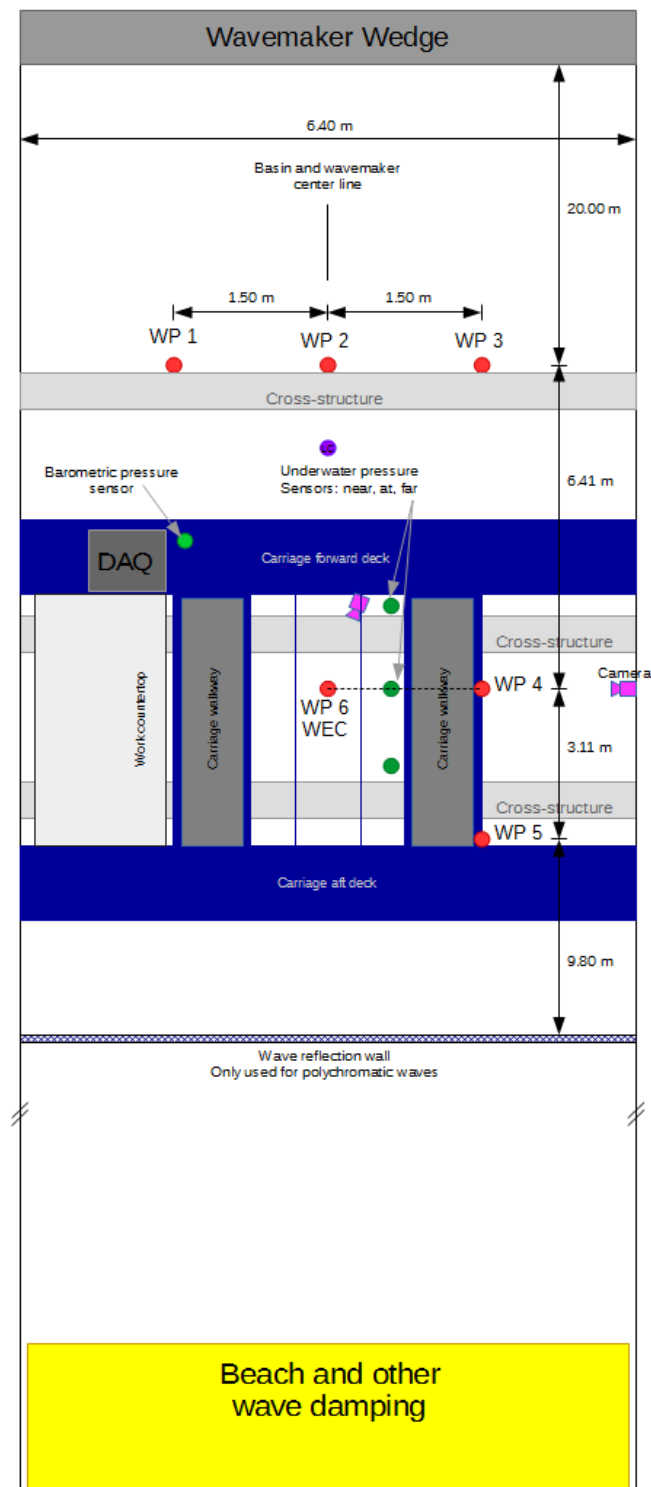 Wavemaker Wedge
6.40 m
Basin and wavemaker
center line
20.00 m
1.50 m
1.50 m
WP 1
WP 2
WP 3
Cross-structure
LC
Barometric pressure
sensor
Underwater pressure
Sensors: near, at, far
6.41 m
DAQ
Carriage forward deck
Cross-structure
Camera
Workcountertop
Carriage walkway
Carriage walkway
WP 6
WEC
WP 4
3.11 m
Cross-structure
WP 5
Carriage aft deck
9.80 m
Wave reflection wall
Only used for polychromatic waves
Beach and other
wave damping